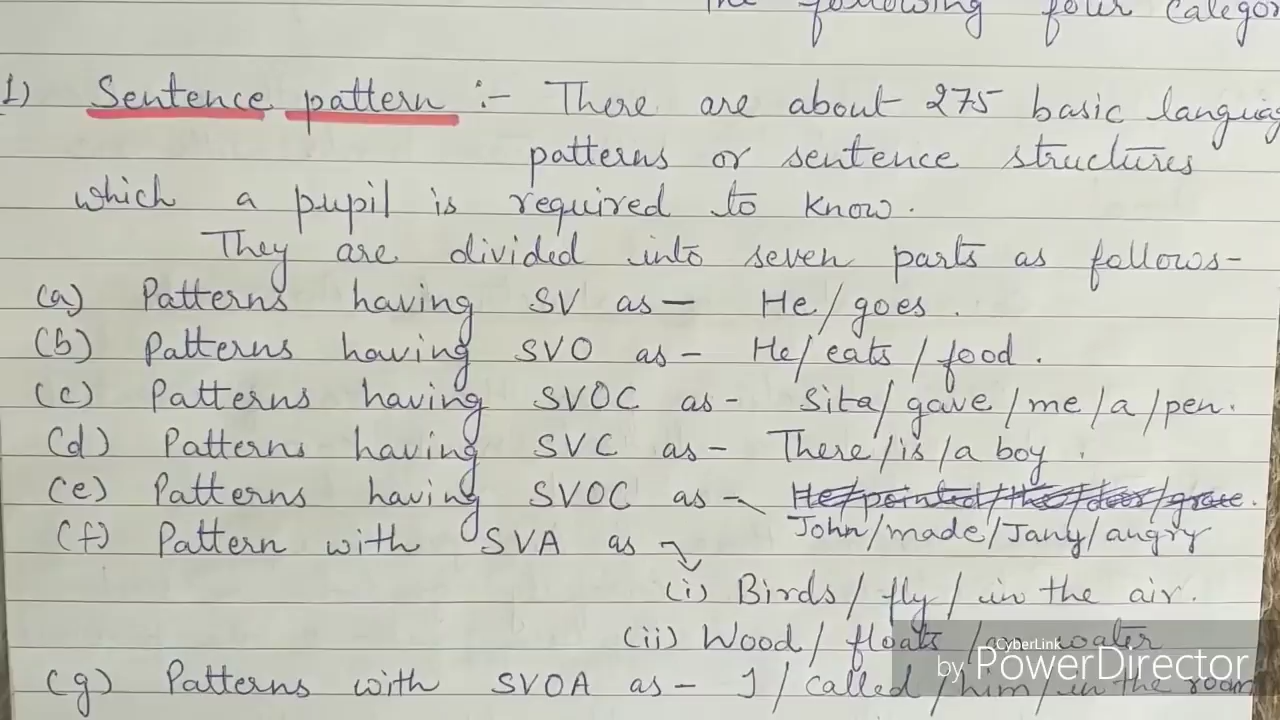 The following four categor
1) Sentence pattern :- There are about 275 basic languag
patterns or sentence structures
which a pupil is required to know.
They are divided into seven parts as follows-
(a) Patterns having SV as — He/goes.
(b) Patterns having SVO as - He/eats/food.
(c) Patterns having SVOC as- Sita/gave/me/a/pen.
(d) Patterns having SVC as- There/is/a boy.
(e) Patterns having SVOC as- He/painted/the/door/
John/made/Jany/angry
(f) Pattern with SVA as
(i) Birds/fly/in the air.
(ii) Wood/floats/on water
(g) Patterns with SVOA as- I/called/him/in the room
by CyberLink PowerDirector